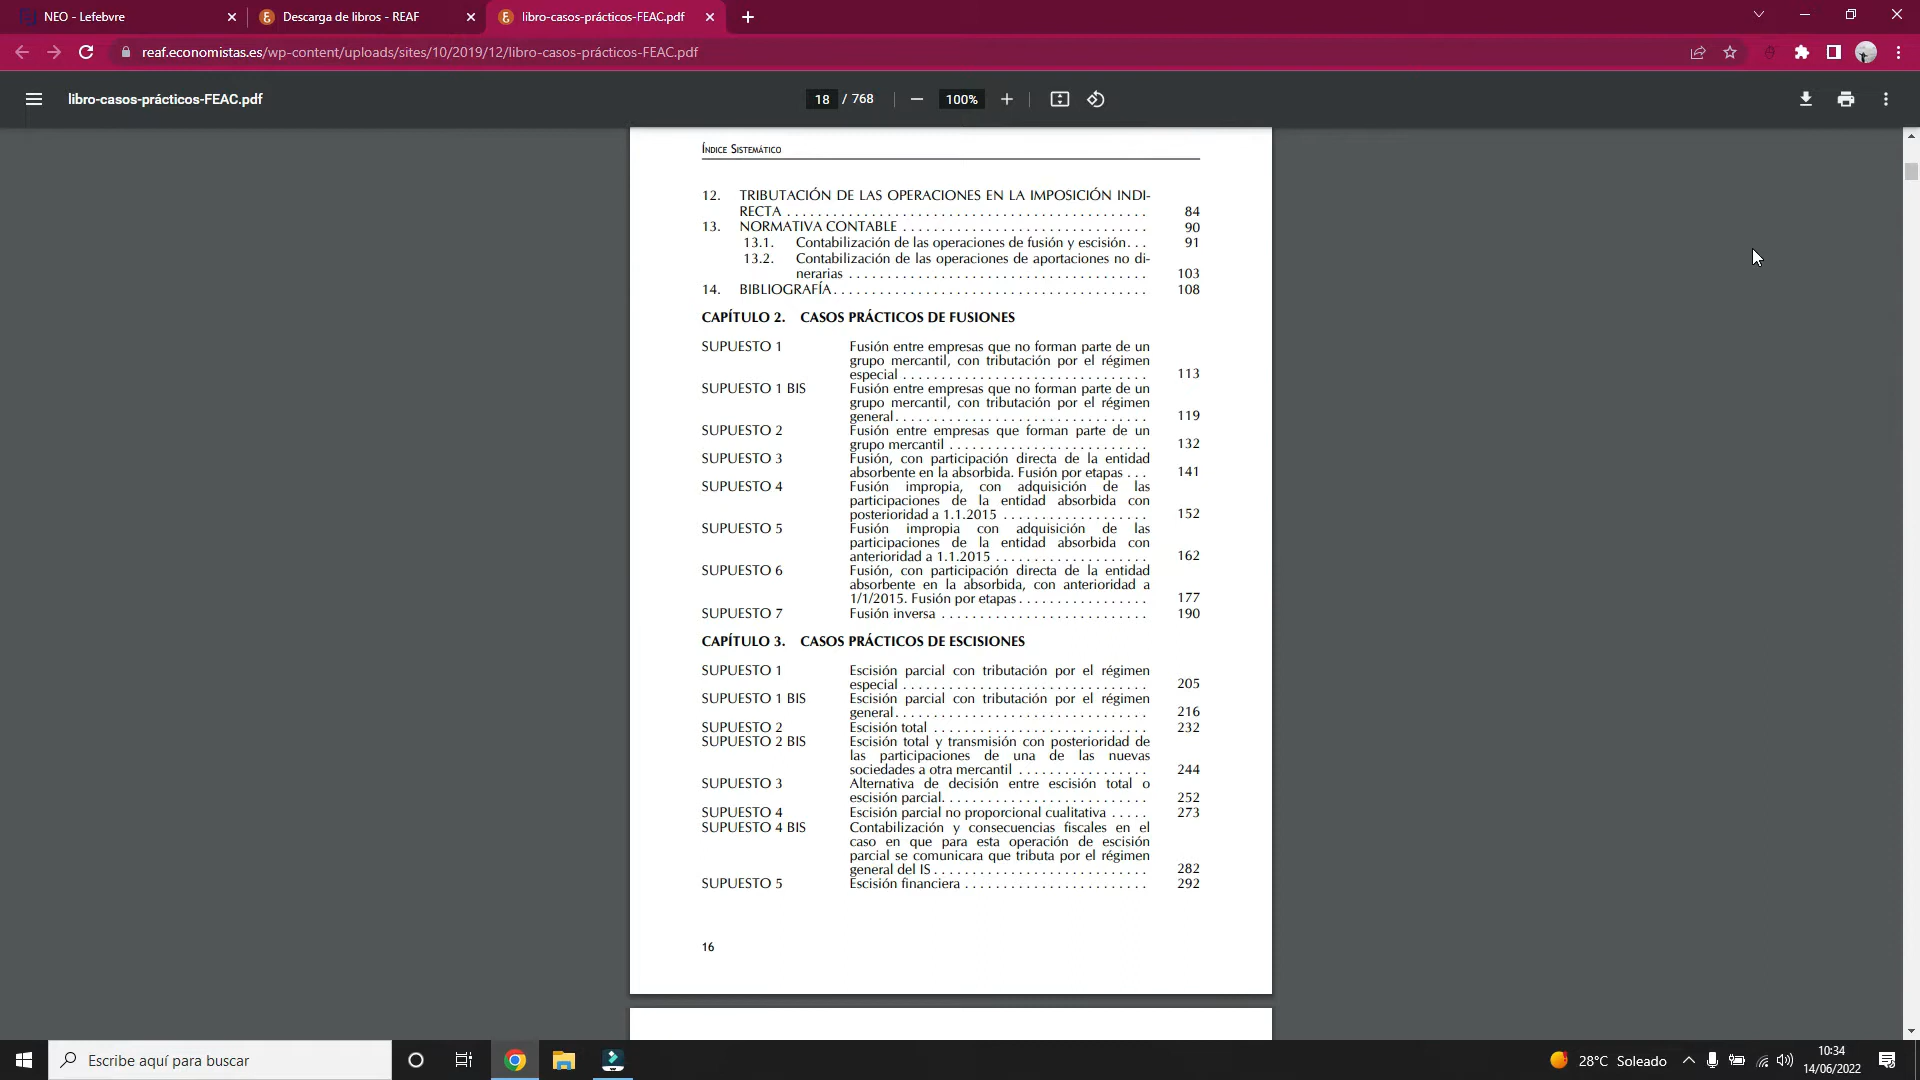 NEO - Lefebvre
Descarga de libros - REAF
libro-casos-prácticos-FEAC.pdf
reaf.economistas.es/wp-content/uploads/sites/10/2019/12/libro-casos-prácticos-FEAC.pdf
libro-casos-prácticos-FEAC.pdf
18 / 768
100%
ÍNDICE SISTEMÁTICO
12. TRIBUTACIÓN DE LAS OPERACIONES EN LA IMPOSICIÓN INDI-
RECTA . . . . . . . . . . . . . . . . . . . . . . . . . . . . . . . . . . . . . . . . . . . . . . . 84
13. NORMATIVA CONTABLE . . . . . . . . . . . . . . . . . . . . . . . . . . . . . . . . 90
13.1. Contabilización de las operaciones de fusión y escisión. . . 91
13.2. Contabilización de las operaciones de aportaciones no di-
nerarias . . . . . . . . . . . . . . . . . . . . . . . . . . . . . . . . . . . . . . . 103
14. BIBLIOGRAFÍA. . . . . . . . . . . . . . . . . . . . . . . . . . . . . . . . . . . . . . . . . 108
CAPÍTULO 2. CASOS PRÁCTICOS DE FUSIONES
SUPUESTO 1 Fusión entre empresas que no forman parte de un
grupo mercantil, con tributación por el régimen
especial . . . . . . . . . . . . . . . . . . . . . . . . . . . . . . . . 113
SUPUESTO 1 BIS Fusión entre empresas que no forman parte de un
grupo mercantil, con tributación por el régimen
general. . . . . . . . . . . . . . . . . . . . . . . . . . . . . . . . . 119
SUPUESTO 2 Fusión entre empresas que forman parte de un
grupo mercantil . . . . . . . . . . . . . . . . . . . . . . . . . . 132
SUPUESTO 3 Fusión, con participación directa de la entidad
absorbente en la absorbida. Fusión por etapas . . . 141
SUPUESTO 4 Fusión impropia, con adquisición de las
participaciones de la entidad absorbida con
posterioridad a 1.1.2015 . . . . . . . . . . . . . . . . . . . 152
SUPUESTO 5 Fusión impropia con adquisición de las
participaciones de la entidad absorbida con
anterioridad a 1.1.2015 . . . . . . . . . . . . . . . . . . . . 162
SUPUESTO 6 Fusión, con participación directa de la entidad
absorbente en la absorbida, con anterioridad a
1/1/2015. Fusión por etapas . . . . . . . . . . . . . . . . . 177
SUPUESTO 7 Fusión inversa . . . . . . . . . . . . . . . . . . . . . . . . . . . 190
CAPÍTULO 3. CASOS PRÁCTICOS DE ESCISIONES
SUPUESTO 1 Escisión parcial con tributación por el régimen
especial . . . . . . . . . . . . . . . . . . . . . . . . . . . . . . . . 205
SUPUESTO 1 BIS Escisión parcial con tributación por el régimen
general. . . . . . . . . . . . . . . . . . . . . . . . . . . . . . . . . 216
SUPUESTO 2 Escisión total . . . . . . . . . . . . . . . . . . . . . . . . . . . . 232
SUPUESTO 2 BIS Escisión total y transmisión con posterioridad de
las participaciones de una de las nuevas
sociedades a otra mercantil . . . . . . . . . . . . . . . . . 244
SUPUESTO 3 Alternativa de decisión entre escisión total o
escisión parcial. . . . . . . . . . . . . . . . . . . . . . . . . . . 252
SUPUESTO 4 Escisión parcial no proporcional cualitativa . . . . . 273
SUPUESTO 4 BIS Contabilización y consecuencias fiscales en el
caso en que para esta operación de escisión
parcial se comunicara que tributa por el régimen
general del IS . . . . . . . . . . . . . . . . . . . . . . . . . . . . 282
SUPUESTO 5 Escisión financiera . . . . . . . . . . . . . . . . . . . . . . . . 292
16
Escribe aquí para buscar
28°C Soleado
10:34
14/06/2022